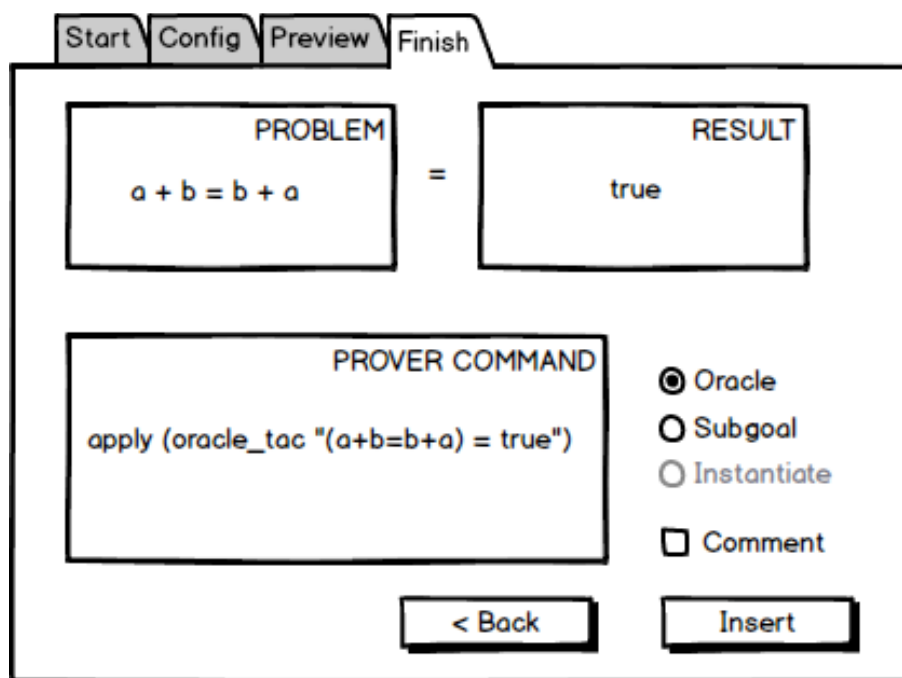 Start Config Preview Finish
PROBLEM
a + b = b + a
=
RESULT
true
PROVER COMMAND
apply (oracle_tac "(a+b=b+a) = true")
Oracle
Subgoal
Instantiate
Comment
< Back
Insert